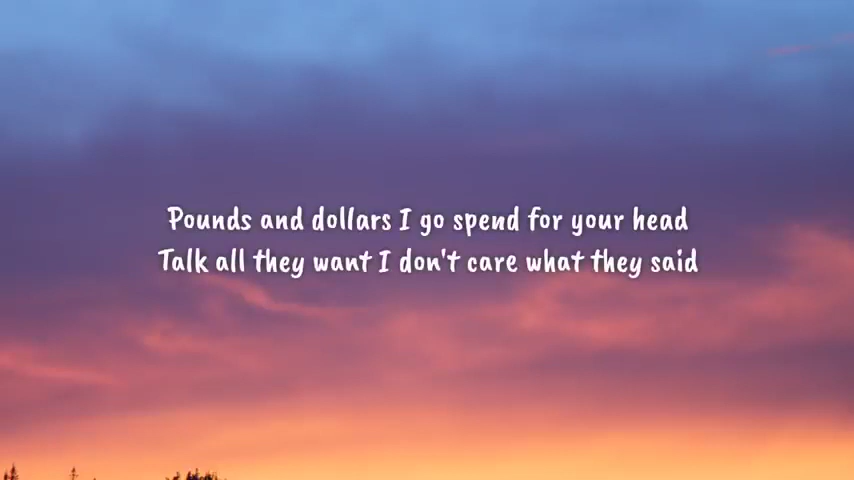 Pounds and dollars I go spend for your head
Talk all they want I don't care what they said